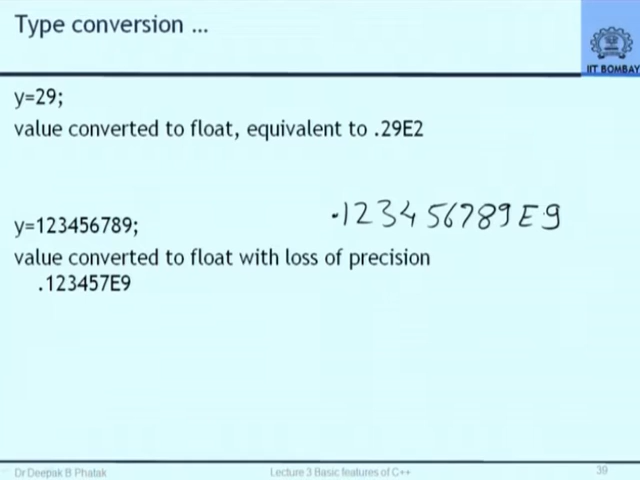 Type conversion ...
IIT BOMBAY
y=29;
value converted to float, equivalent to .29E2
.123456789E9
y=123456789;
value converted to float with loss of precision
.123457E9
Dr Deepak B Phatak
Lecture 3 Basic features of C++
39